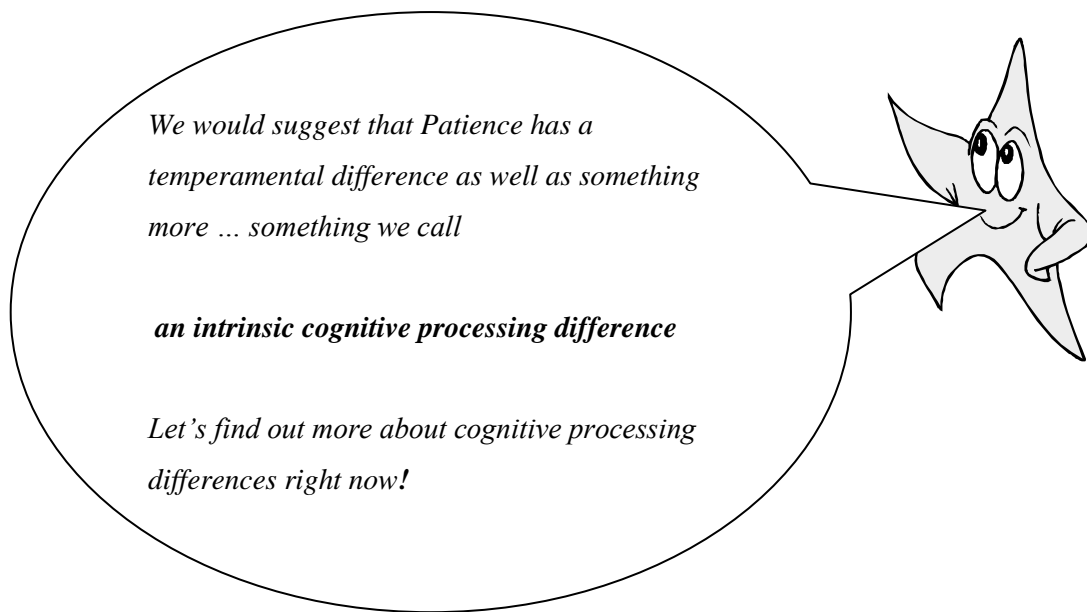 We would suggest that Patience has a
temperamental difference as well as something
more … something we call
an intrinsic cognitive processing difference
Let’s find out more about cognitive processing
differences right now!